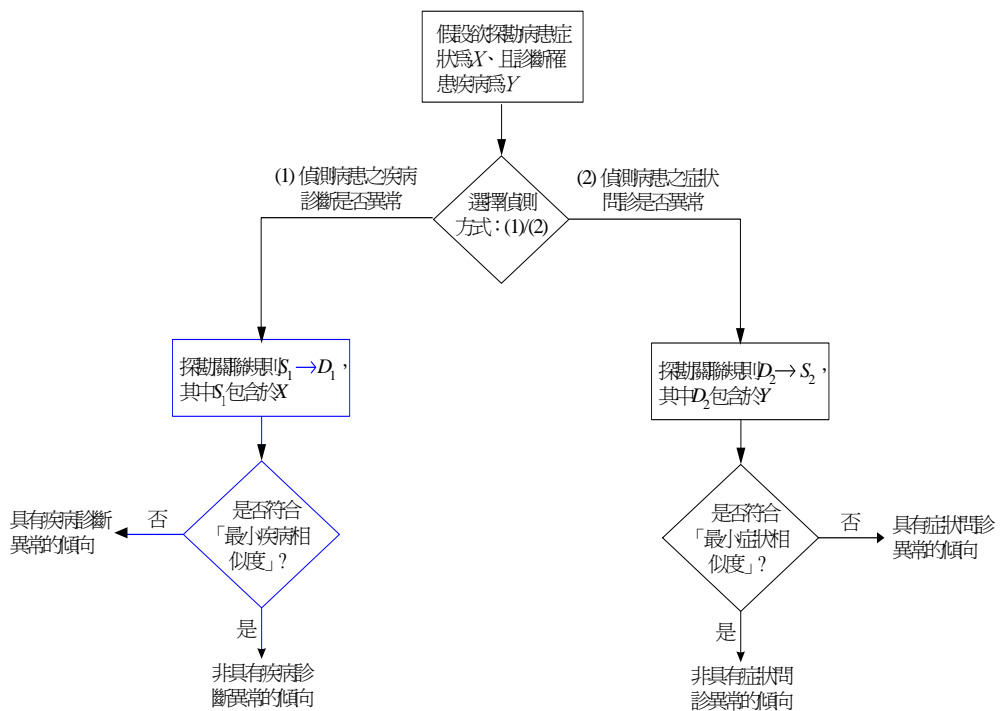 假設欲探勘病患症
狀為X、且診斷罹
患疾病為Y
(1) 偵測病患之疾病
診斷是否異常
(2) 偵測病患之症狀
問診是否異常
選擇偵測
方式：(1)/(2)
探勘關聯規則S1→D1，
其中S1包含於X
探勘關聯規則D2→S2，
其中D2包含於Y
是否符合
「最小疾病相
似度」?
否
具有疾病診斷
異常的傾向
是
非具有疾病診
斷異常的傾向
是否符合
「最小症狀相
似度」?
否
具有症狀問診
異常的傾向
是
非具有症狀問
診異常的傾向